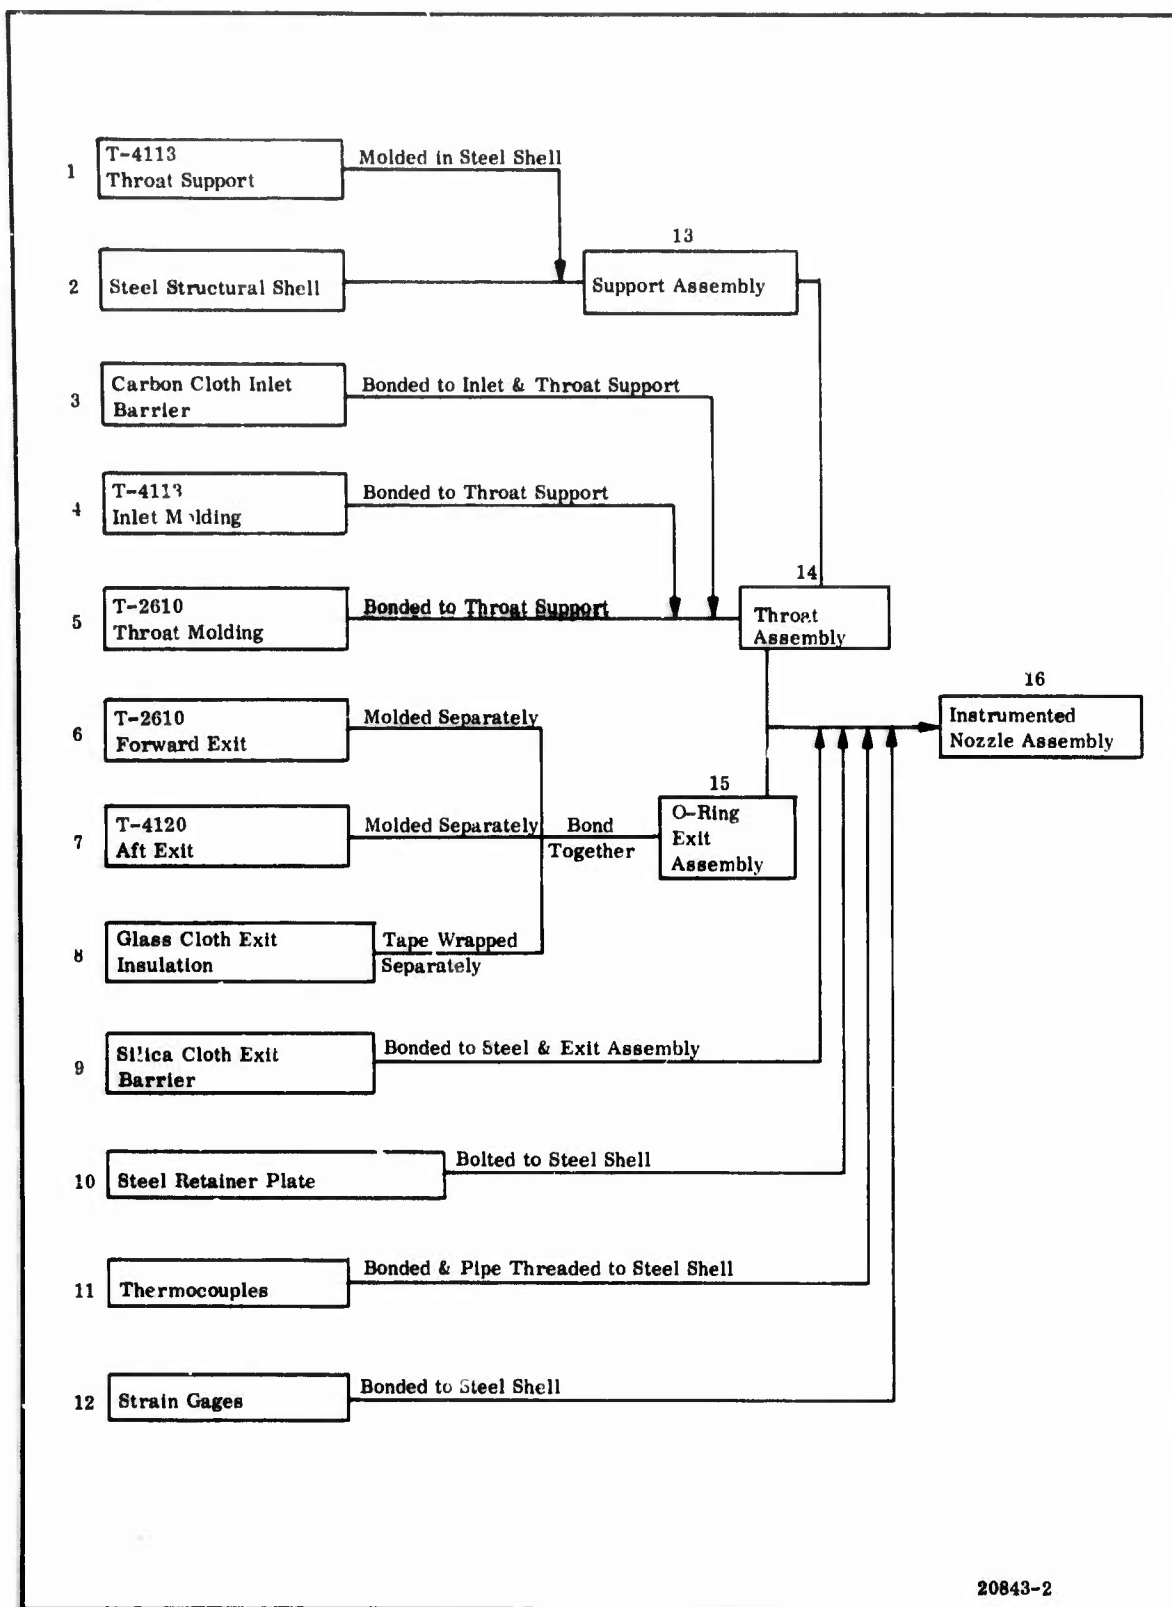 1
T-4113
Throat Support
Molded in Steel Shell
13
2
Steel Structural Shell
Support Assembly
3
Carbon Cloth Inlet
Barrier
Bonded to Inlet & Throat Support
4
T-4113
Inlet Molding
Bonded to Throat Support
14
5
T-2610
Throat Molding
Bonded to Throat Support
Throat
Assembly
16
6
T-2610
Forward Exit
Molded Separately
Instrumented
Nozzle Assembly
15
7
T-4120
Aft Exit
Molded Separately
Bond
Together
O-Ring
Exit
Assembly
8
Glass Cloth Exit
Insulation
Tape Wrapped
Separately
9
Silica Cloth Exit
Barrier
Bonded to Steel & Exit Assembly
10
Steel Retainer Plate
Bolted to Steel Shell
11
Thermocouples
Bonded & Pipe Threaded to Steel Shell
12
Strain Gages
Bonded to Steel Shell
20843-2